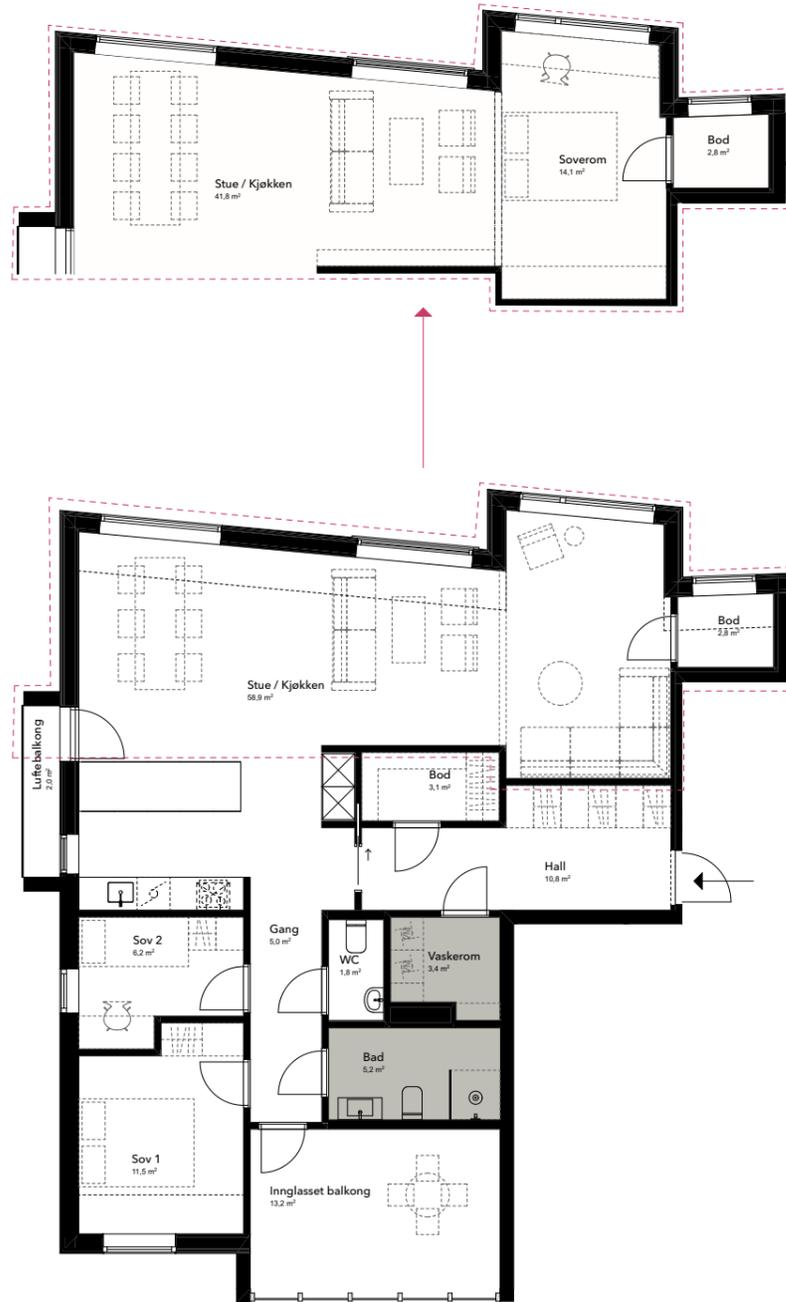 Bod
2,8 m²
Soverom
14,1 m²
Stue / Kjøkken
41,8 m²
Bod
2,8 m²
Stue / Kjøkken
58,9 m²
Luftebalkong
2,0 m²
Bod
3,1 m²
Hall
10,8 m²
Gang
5,0 m²
Sov 2
6,2 m²
WC
1,8 m²
Vaskerom
3,4 m²
Bad
5,2 m²
Sov 1
11,5 m²
Innglasset balkong
13,2 m²